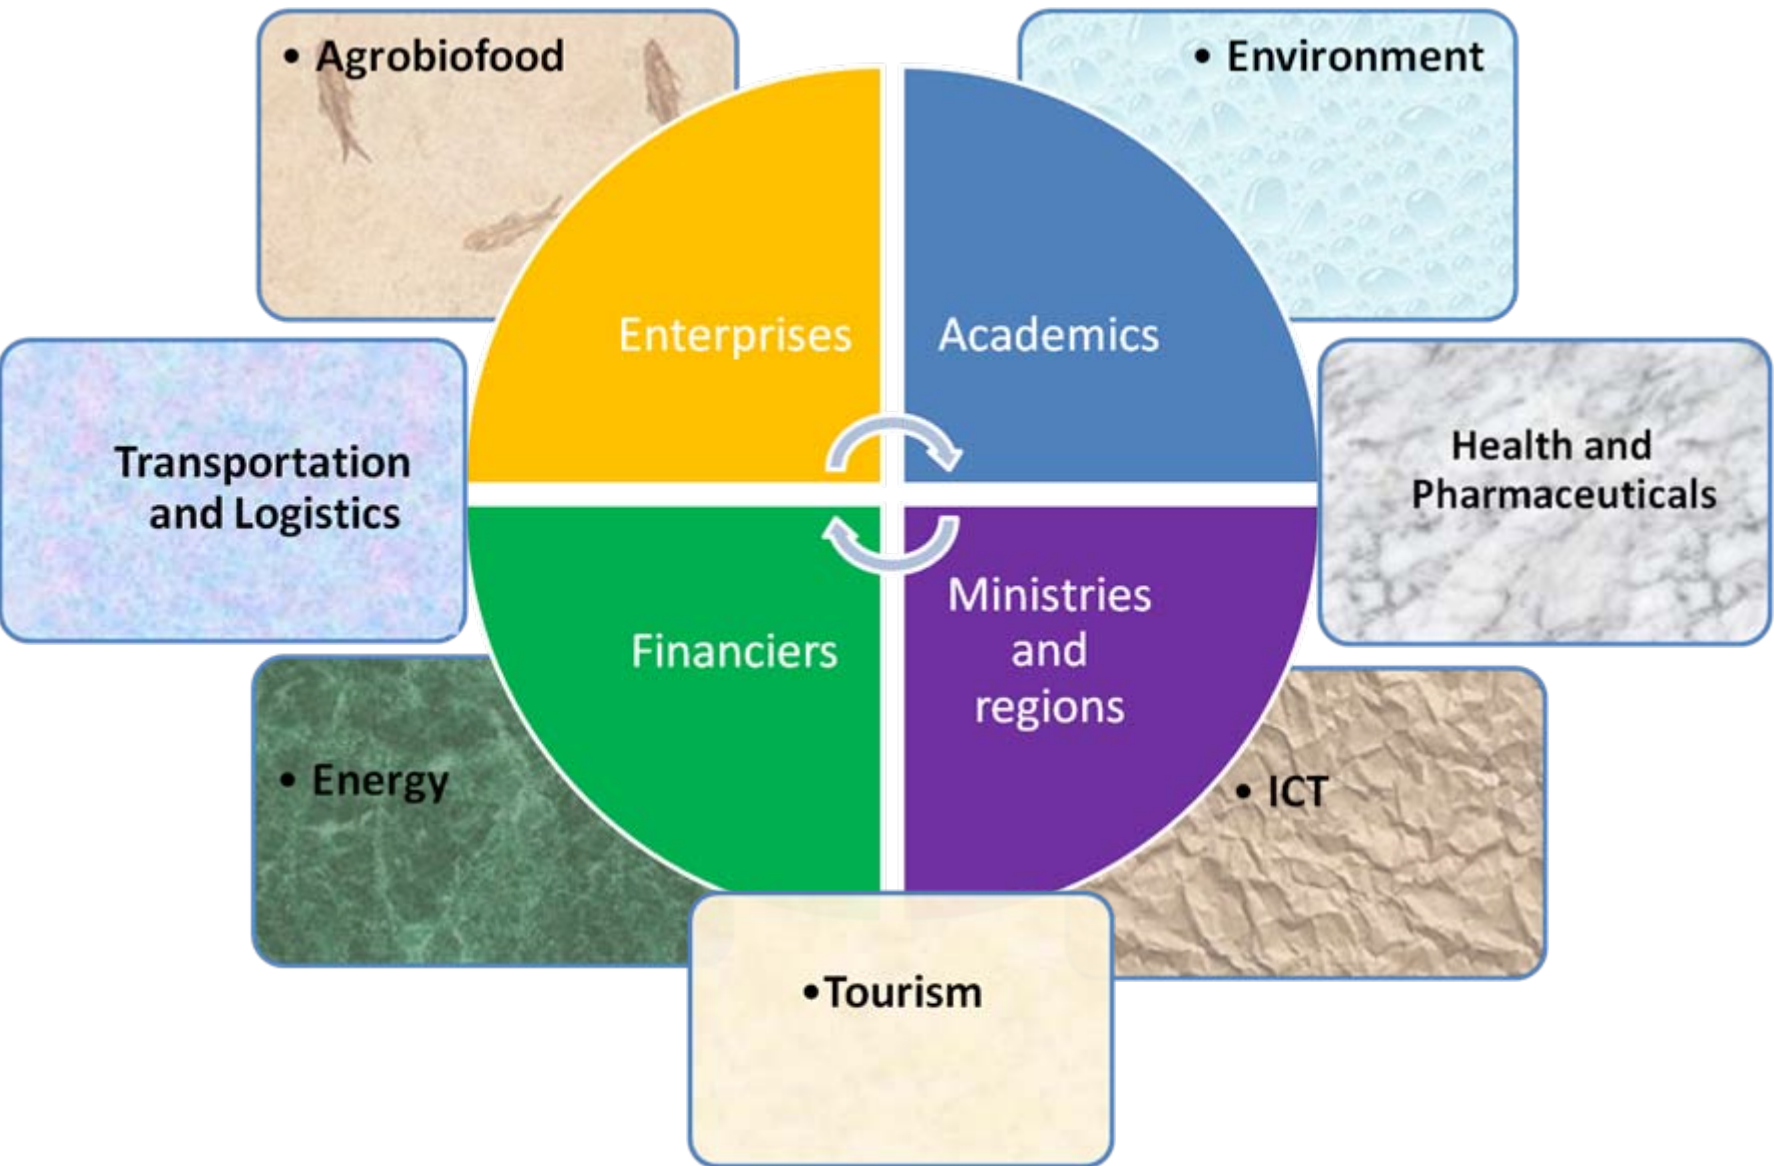 • Agrobiofood
• Environment
Enterprises
Academics
Transportation
and Logistics
Health and
Pharmaceuticals
Financiers
Ministries
and
regions
• Energy
• ICT
•Tourism